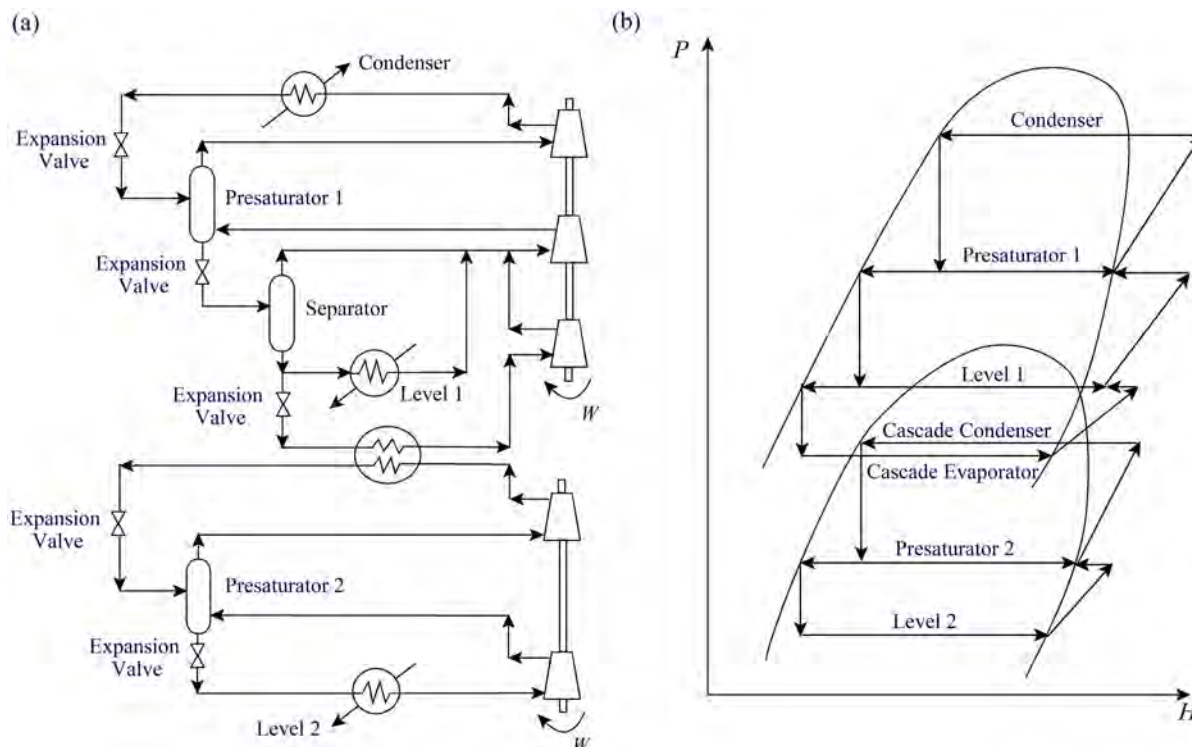 (a)
Condenser
Expansion
Valve
Presaturator 1
Expansion
Valve
Separator
Level 1
Expansion
Valve
W
Expansion
Valve
Presaturator 2
Expansion
Valve
Level 2
W
(b)
P
Condenser
Presaturator 1
Level 1
Cascade Condenser
Cascade Evaporator
Presaturator 2
Level 2
H